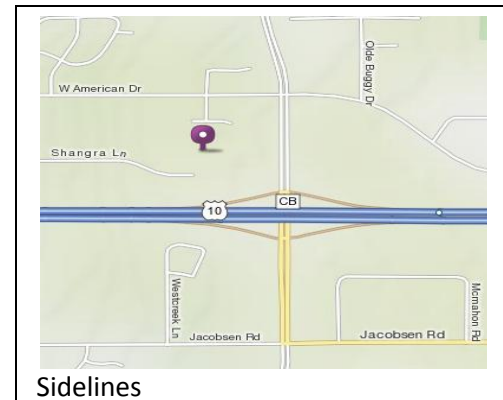 Olde Buggy Dr
W American Dr
Shangra Ln
10
CB
Westcreek Ln
Mcmahon Rd
Jacobsen Rd
Jacobsen Rd
Sidelines